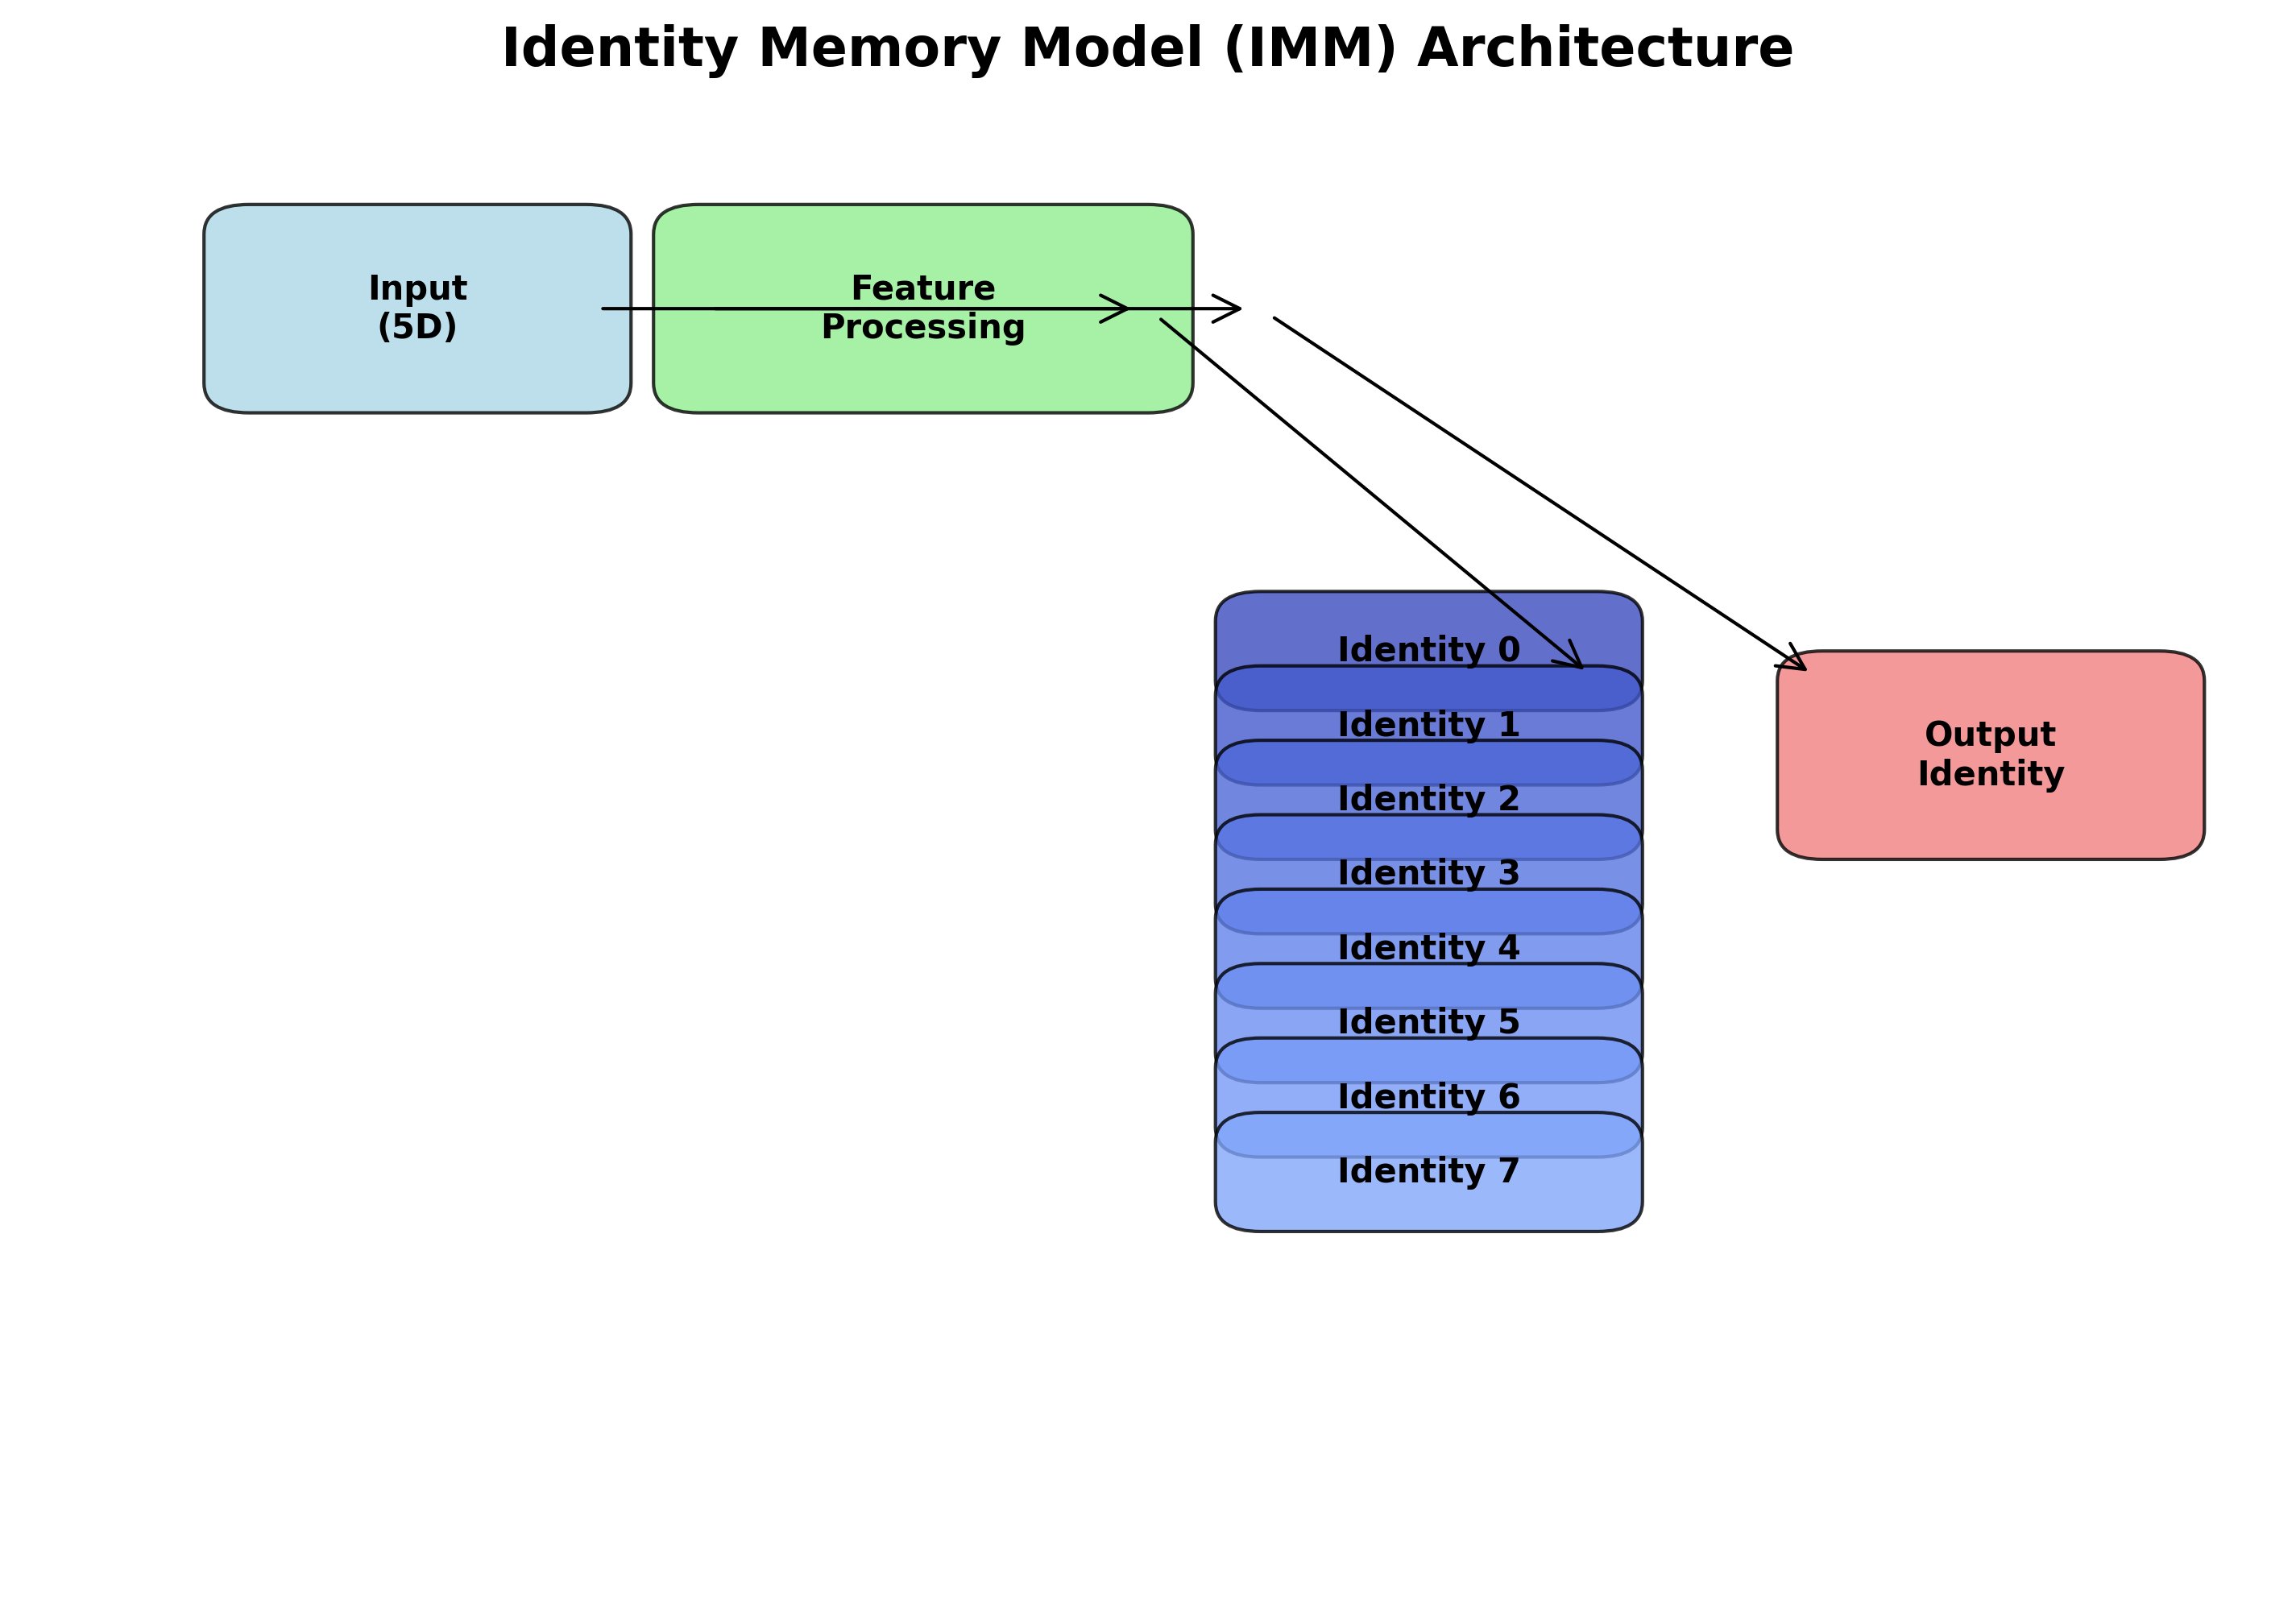 Identity Memory Model (IMM) Architecture
Input
(5D)
Feature
Processing
Identity 0
Identity 1
Identity 2
Identity 3
Identity 4
Identity 5
Identity 6
Identity 7
Output
Identity